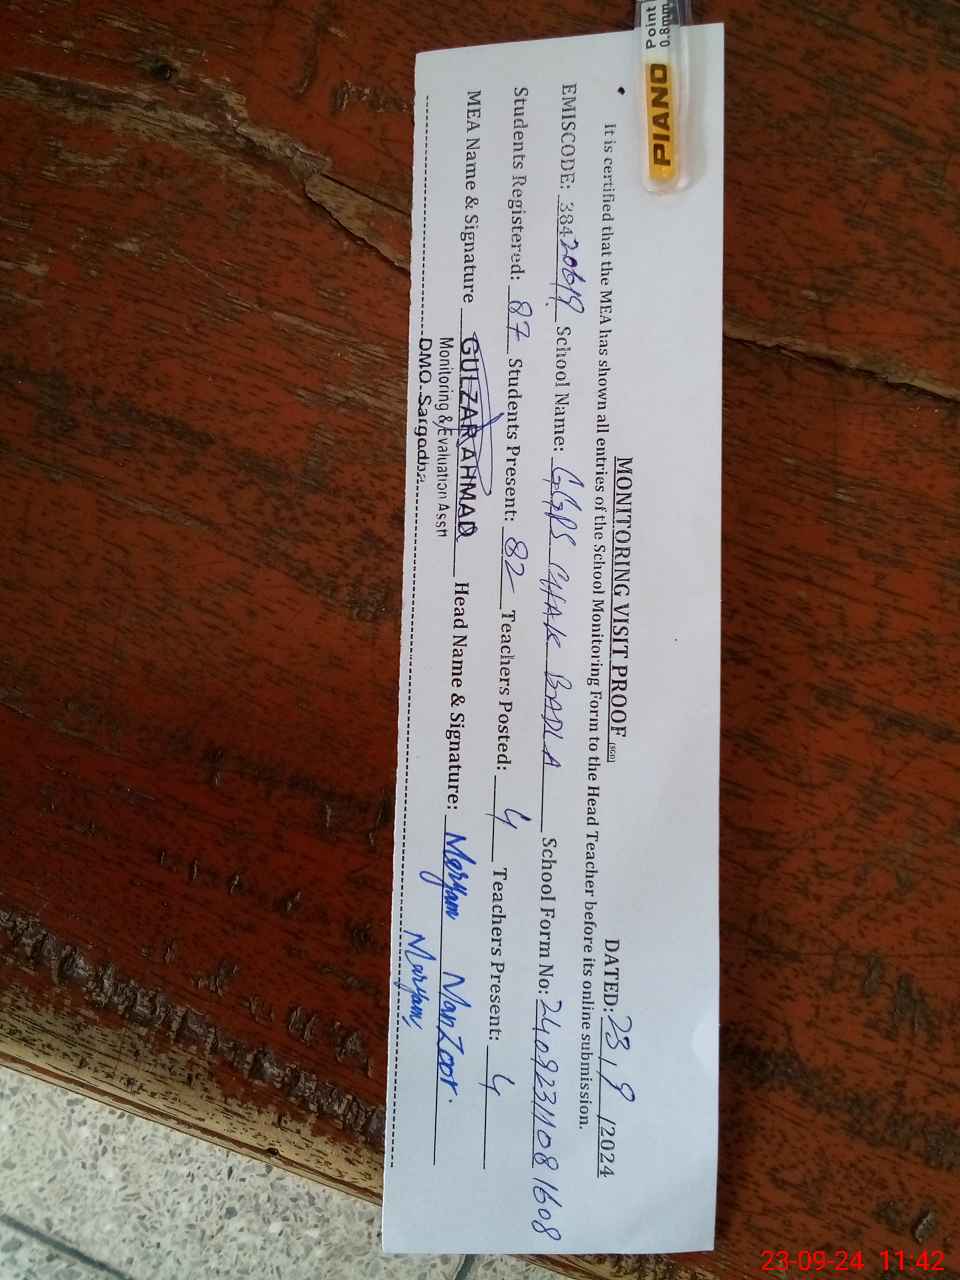 MONITORING VISIT PROOF (SGD)
DATED: 23/9/2024
It is certified that the MEA has shown all entries of the School Monitoring Form to the Head Teacher before its online submission.
EMISCODE: 38420619 School Name: GGPS CHAK BADLA School Form No: 24092311081608
Students Registered: 87 Students Present: 82 Teachers Posted: 4 Teachers Present: 4
MEA Name & Signature GULZAR AHMAD Head Name & Signature: Maryam Manzoor.
Monitoring & Evaluation Asstt
Maryam
DMO. Sargodha
Point 0.8mm
PIANO
23-09-24 11:42